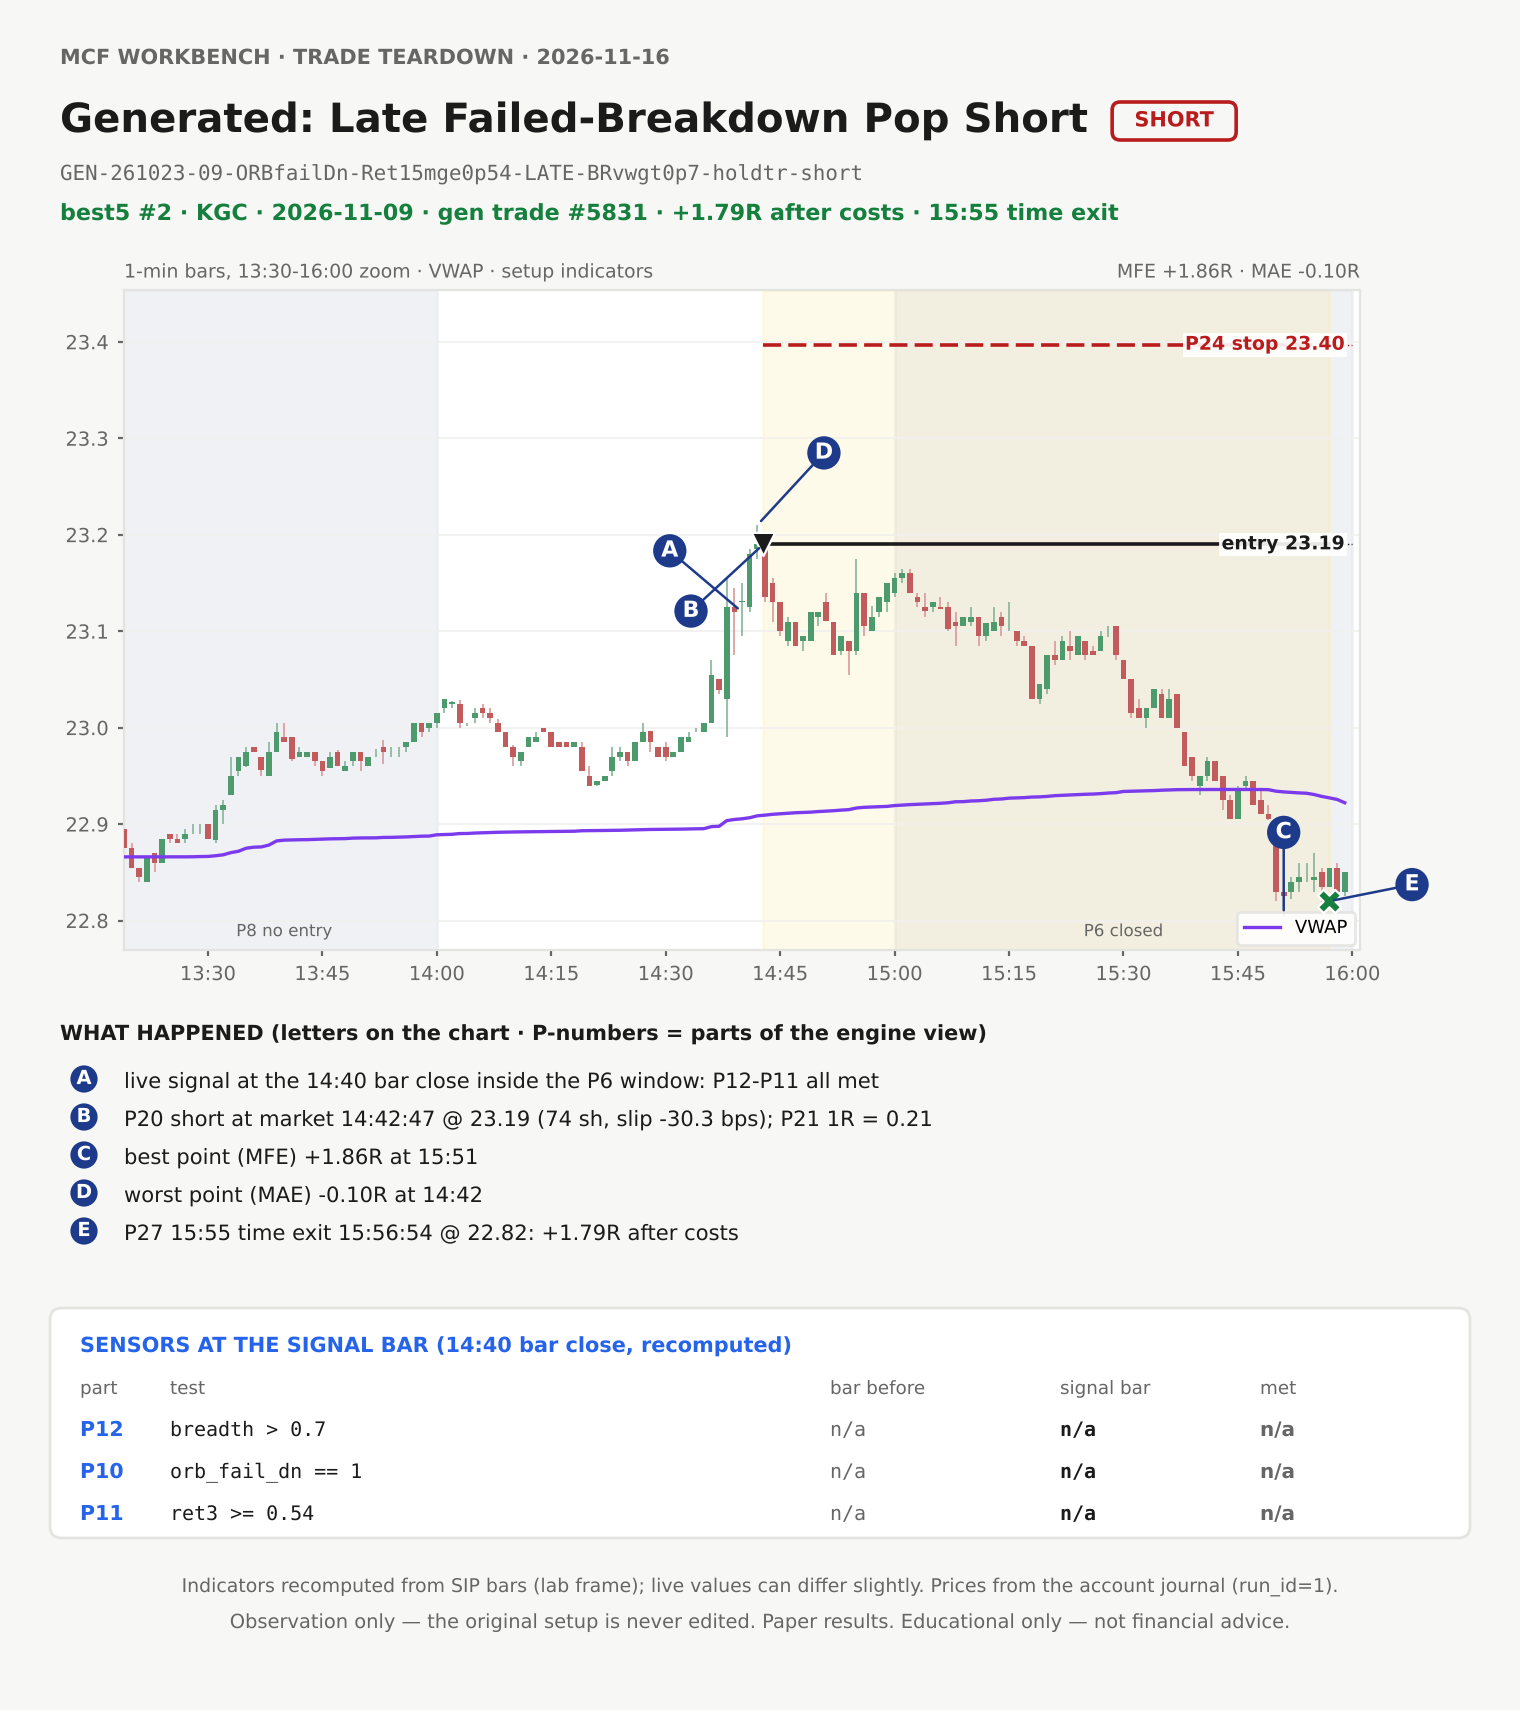 MCF WORKBENCH · TRADE TEARDOWN · 2026-11-16
Generated: Late Failed-Breakdown Pop Short SHORT
GEN-261023-09-ORBfailDn-Ret15mge0p54-LATE-BRvwgt0p7-holdtr-short
best5 #2 · KGC · 2026-11-09 · gen trade #5831 · +1.79R after costs · 15:55 time exit
1-min bars, 13:30-16:00 zoom · VWAP · setup indicators MFE +1.86R · MAE -0.10R
23.4
P24 stop 23.40
23.3
D
23.2
entry 23.19
A
B
23.1
23.0
22.9
C
E
22.8
P8 no entry
P6 closed
VWAP
13:30 13:45 14:00 14:15 14:30 14:45 15:00 15:15 15:30 15:45 16:00
WHAT HAPPENED (letters on the chart · P-numbers = parts of the engine view)
A live signal at the 14:40 bar close inside the P6 window: P12-P11 all met
B P20 short at market 14:42:47 @ 23.19 (74 sh, slip -30.3 bps); P21 1R = 0.21
C best point (MFE) +1.86R at 15:51
D worst point (MAE) -0.10R at 14:42
E P27 15:55 time exit 15:56:54 @ 22.82: +1.79R after costs
SENSORS AT THE SIGNAL BAR (14:40 bar close, recomputed)
part test bar before signal bar met
P12 breadth > 0.7 n/a n/a n/a
P10 orb_fail_dn == 1 n/a n/a n/a
P11 ret3 >= 0.54 n/a n/a n/a
Indicators recomputed from SIP bars (lab frame); live values can differ slightly. Prices from the account journal (run_id=1).
Observation only — the original setup is never edited. Paper results. Educational only — not financial advice.